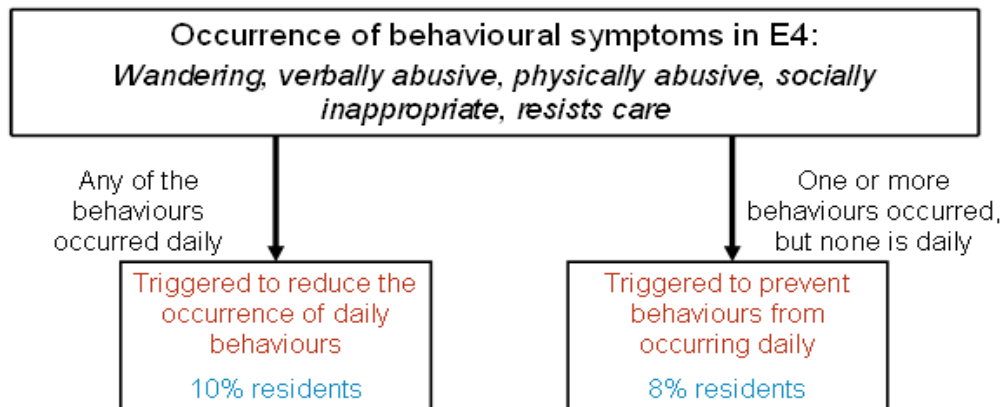 Occurrence of behavioural symptoms in E4:
Wandering, verbally abusive, physically abusive, socially
inappropriate, resists care
Any of the
behaviours
occurred daily
One or more
behaviours occurred,
but none is daily
Triggered to reduce the
occurrence of daily
behaviours
10% residents
Triggered to prevent
behaviours from
occurring daily
8% residents